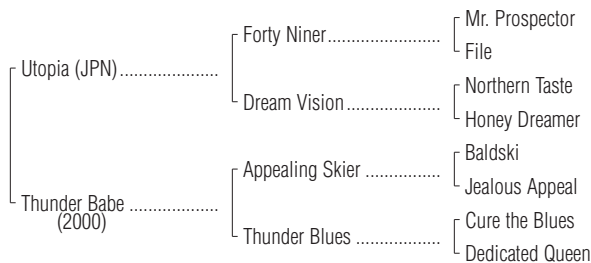 Mr. Prospector
Forty Niner........................
File
Utopia (JPN).....................
Northern Taste
Dream Vision....................
Honey Dreamer
Baldski
Appealing Skier ................
Jealous Appeal
Thunder Babe ...................
(2000)
Cure the Blues
Thunder Blues ..................
Dedicated Queen